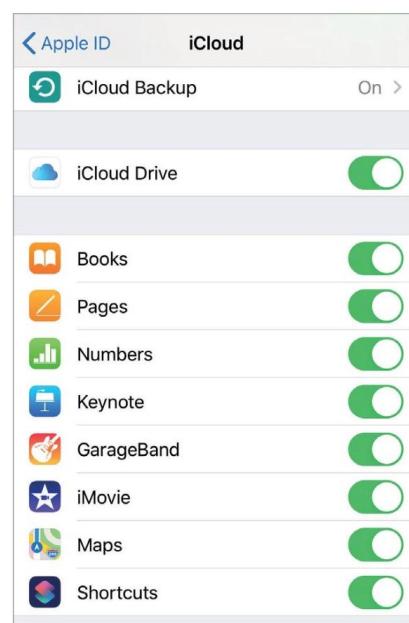 Apple ID iCloud
iCloud Backup On
iCloud Drive
Books
Pages
Numbers
Keynote
GarageBand
iMovie
Maps
Shortcuts